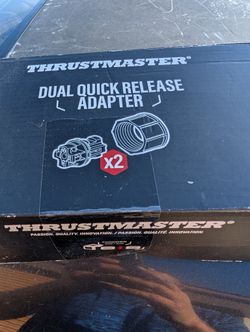 THRUSTMASTER®
DUAL QUICK RELEASE
ADAPTER
x2
THRUSTMASTER®
PASSION. QUALITY. INNOVATION. / PASSION. QUALITÉ. INNOVATION.